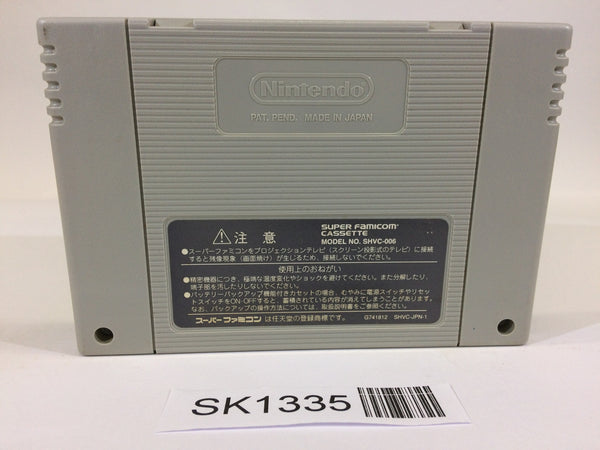 Nintendo
PAT. PEND. MADE IN JAPAN
⚠注意
SUPER FAMICOM
CASSETTE
MODEL NO. SHVC-006
●スーパーファミコンをプロジェクションテレビ（スクリーン投影式のテレビ）に接続
すると残像現象（画面焼け）が生じるため、接続しないでください。
使用上のおねがい
●精密機器につき、極端な温度変化やショックを避けてください。また分解したり、
端子部を汚したりしないでください。
●バッテリーバックアップ機能付きカセットの場合、むやみに電源スイッチやリセッ
トスイッチをON・OFFすると、蓄積されている内容が消えてしまうことがあります。
なお、バックアップの操作方法については、取扱説明書をご参照ください。
スーパーファミコン は任天堂の登録商標です。
G741812 SHVC-JPN-1
SK1335